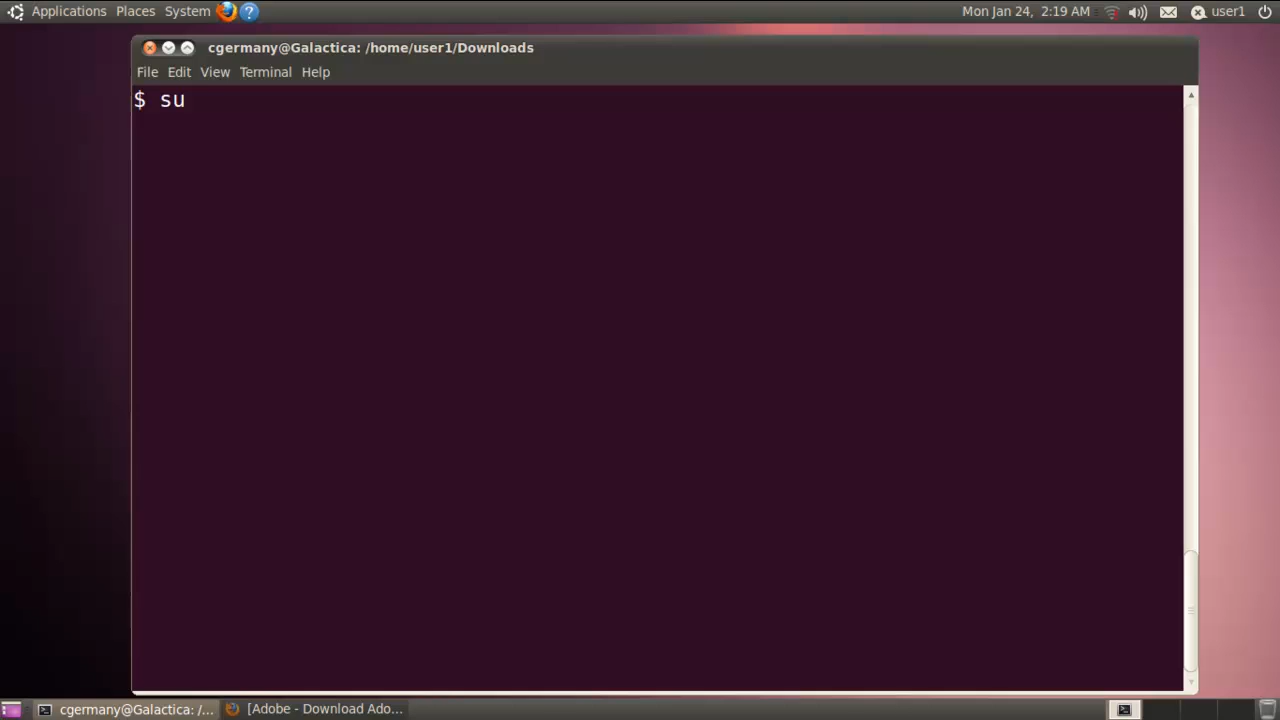 Applications Places System Mon Jan 24, 2:19 AM user1
cgermany@Galactica: /home/user1/Downloads
File Edit View Terminal Help
$ su
cgermany@Galactica: /... [Adobe - Download Ado...